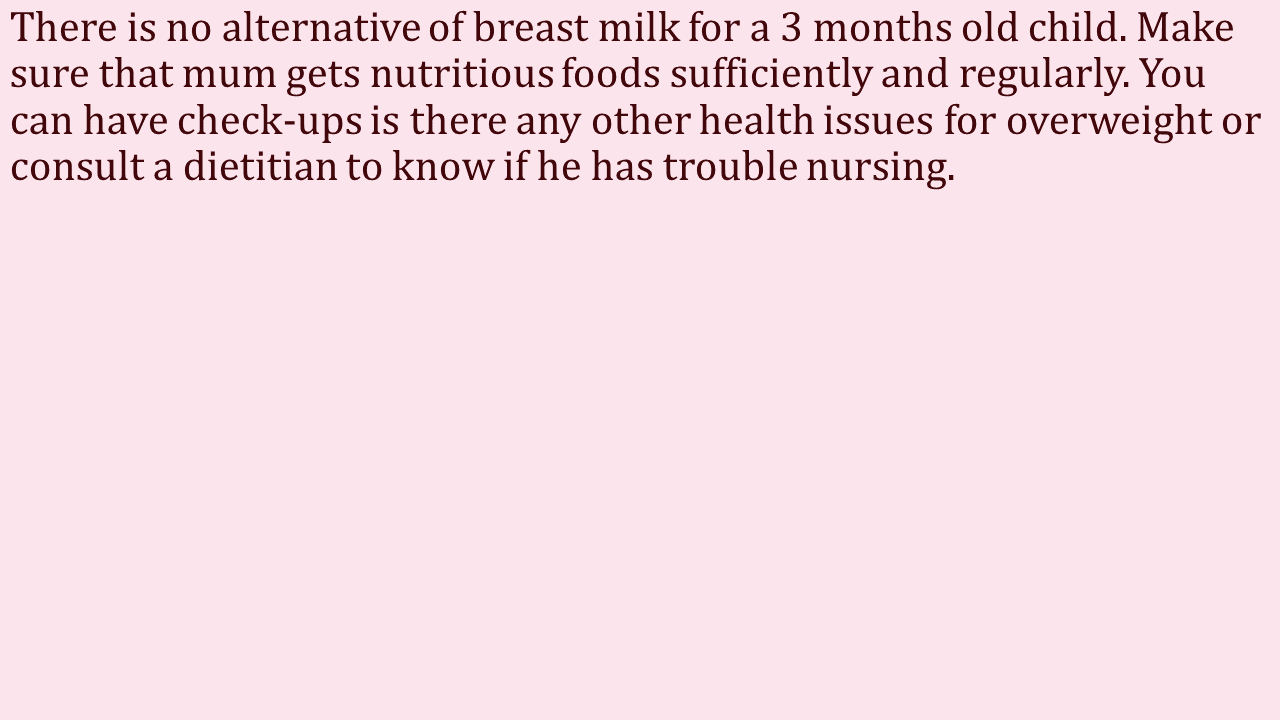 There is no alternative of breast milk for a 3 months old child. Make
sure that mum gets nutritious foods sufficiently and regularly. You
can have check-ups is there any other health issues for overweight or
consult a dietitian to know if he has trouble nursing.